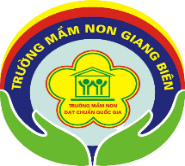 TRƯỜNG MẦM NON GIANG BIÊN
TRƯỜNG MẦM NON
ĐẠT CHUẨN QUỐC GIA